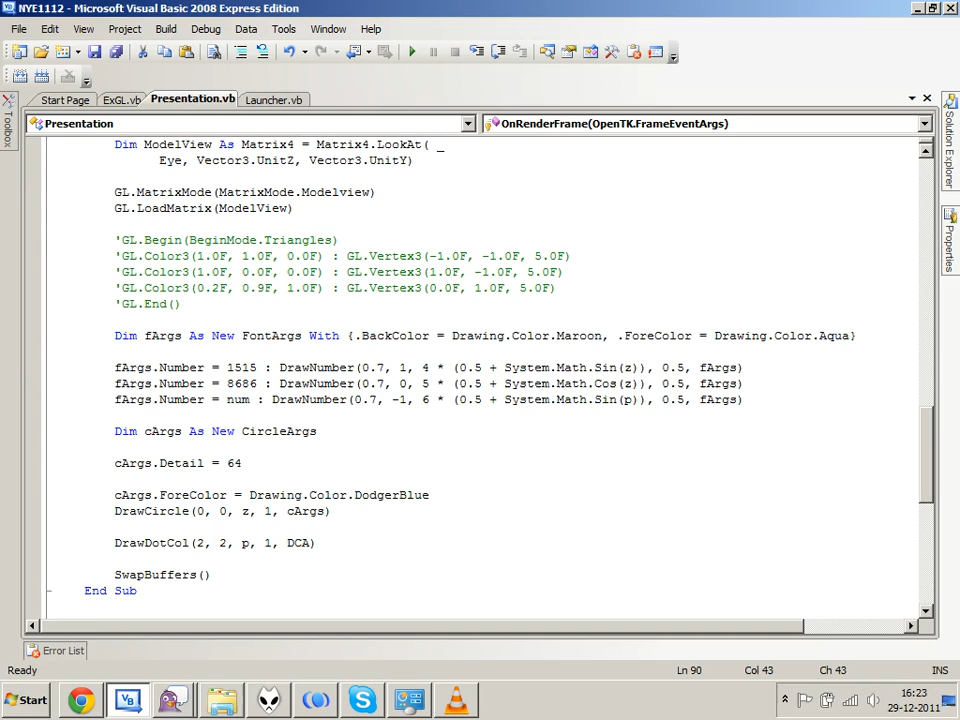 NYE1112 - Microsoft Visual Basic 2008 Express Edition
File Edit View Project Build Debug Data Tools Window Help
Start Page ExGL.vb Presentation.vb Launcher.vb
Presentation OnRenderFrame(OpenTK.FrameEventArgs)
Toolbox
Solution Explorer
Properties
Dim ModelView As Matrix4 = Matrix4.LookAt( _
Eye, Vector3.UnitZ, Vector3.UnitY)
GL.MatrixMode(MatrixMode.Modelview)
GL.LoadMatrix(ModelView)
'GL.Begin(BeginMode.Triangles)
'GL.Color3(1.0F, 1.0F, 0.0F) : GL.Vertex3(-1.0F, -1.0F, 5.0F)
'GL.Color3(1.0F, 0.0F, 0.0F) : GL.Vertex3(1.0F, -1.0F, 5.0F)
'GL.Color3(0.2F, 0.9F, 1.0F) : GL.Vertex3(0.0F, 1.0F, 5.0F)
'GL.End()
Dim fArgs As New FontArgs With {.BackColor = Drawing.Color.Maroon, .ForeColor = Drawing.Color.Aqua}
fArgs.Number = 1515 : DrawNumber(0.7, 1, 4 * (0.5 + System.Math.Sin(z)), 0.5, fArgs)
fArgs.Number = 8686 : DrawNumber(0.7, 0, 5 * (0.5 + System.Math.Cos(z)), 0.5, fArgs)
fArgs.Number = num : DrawNumber(0.7, -1, 6 * (0.5 + System.Math.Sin(p)), 0.5, fArgs)
Dim cArgs As New CircleArgs
cArgs.Detail = 64
cArgs.ForeColor = Drawing.Color.DodgerBlue
DrawCircle(0, 0, z, 1, cArgs)
DrawDotCol(2, 2, p, 1, DCA)
SwapBuffers()
End Sub
Error List
Ready Ln 90 Col 43 Ch 43 INS
Start 16:23
29-12-2011